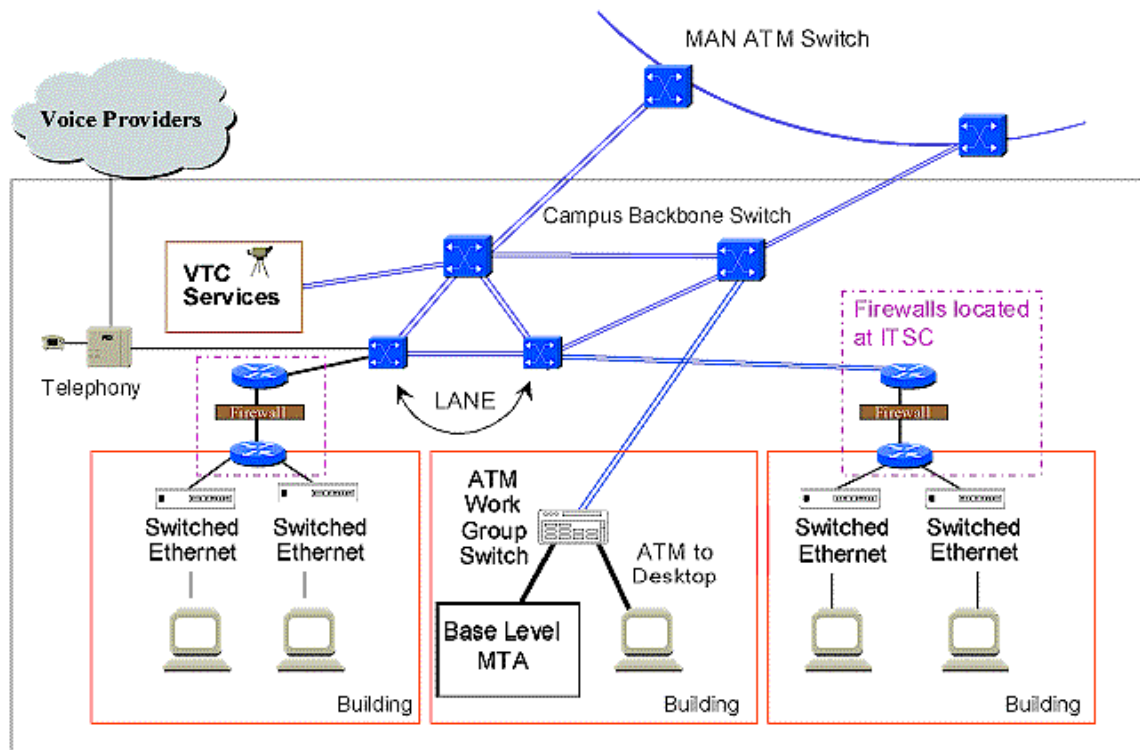 MAN ATM Switch
Voice Providers
Campus Backbone Switch
VTC
Services
Firewalls located
at ITSC
Telephony
LANE
Firewall
Firewall
Switched
Ethernet
Switched
Ethernet
ATM
Work
Group
Switch
ATM to
Desktop
Base Level
MTA
Switched
Ethernet
Switched
Ethernet
Building
Building
Building